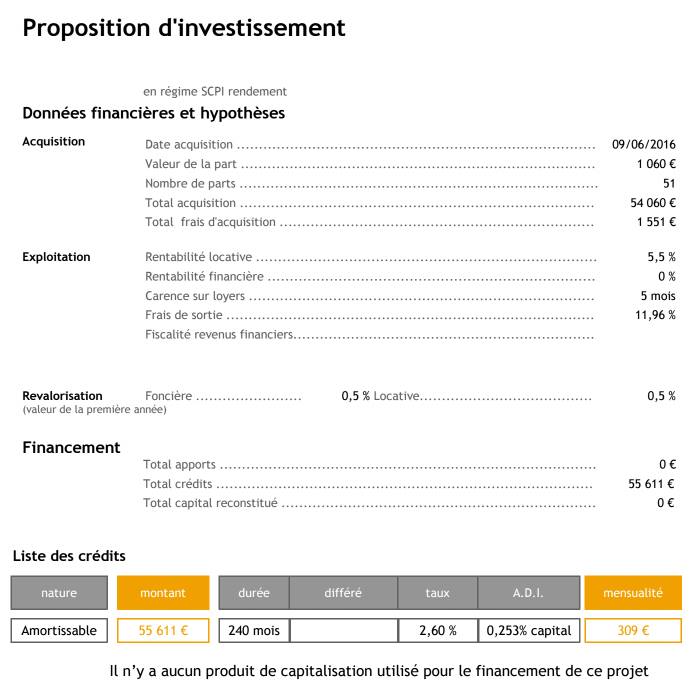 Proposition d'investissement
en régime SCPI rendement
Données financières et hypothèses
Acquisition
Date acquisition ........ 09/06/2016
Valeur de la part ........ 1 060 €
Nombre de parts ........ 51
Total acquisition ........ 54 060 €
Total frais d'acquisition ........ 1 551 €
Exploitation
Rentabilité locative ........ 5,5 %
Rentabilité financière ........ 0 %
Carence sur loyers ........ 5 mois
Frais de sortie ........ 11,96 %
Fiscalité revenus financiers........
Revalorisation Foncière ........ 0,5 % Locative........ 0,5 %
(valeur de la première année)
Financement
Total apports ........ 0 €
Total crédits ........ 55 611 €
Total capital reconstitué ........ 0 €
Liste des crédits
nature montant durée différé taux A.D.I. mensualité
Amortissable 55 611 € 240 mois 2,60 % 0,253% capital 309 €
Il n'y a aucun produit de capitalisation utilisé pour le financement de ce projet